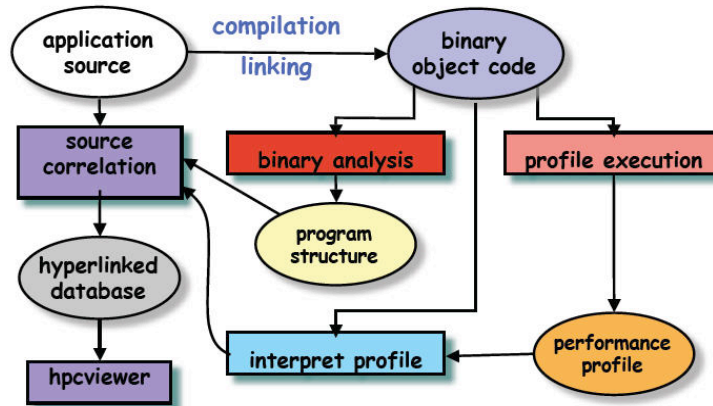 application
source
compilation
linking
binary
object code
source
correlation
binary analysis
profile execution
program
structure
hyperlinked
database
interpret profile
performance
profile
hpcviewer